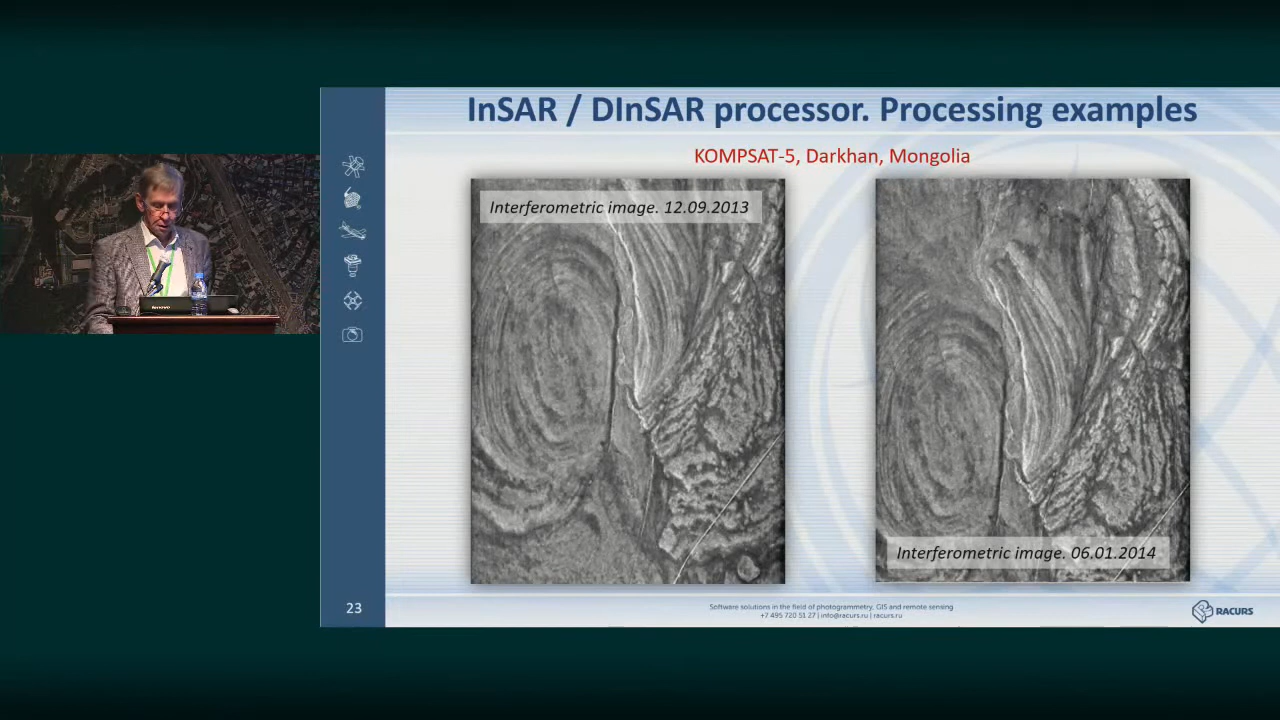 InSAR / DInSAR processor. Processing examples
KOMPSAT-5, Darkhan, Mongolia
Interferometric image. 12.09.2013
Interferometric image. 06.01.2014
23
Software solutions in the field of photogrammetry, GIS and remote sensing
+7 495 720 51 27 | info@racurs.ru | racurs.ru
RACURS
lenovo